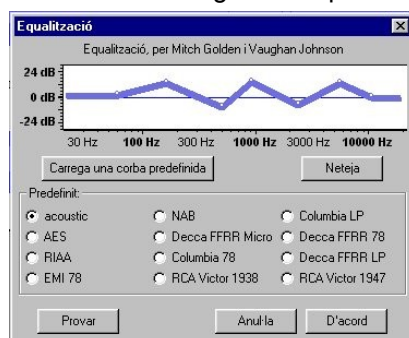 Equalització
Equalització, per Mitch Golden i Vaughan Johnson
24 dB
0 dB
-24 dB
30 Hz 100 Hz 300 Hz 1000 Hz 3000 Hz 10000 Hz
Carrega una corba predefinida Neteja
Predefinit:
acoustic NAB Columbia LP
AES Decca FFRR Micro Decca FFRR 78
RIAA Columbia 78 Decca FFRR LP
EMI 78 RCA Victor 1938 RCA Victor 1947
Provar Anul·la D'acord